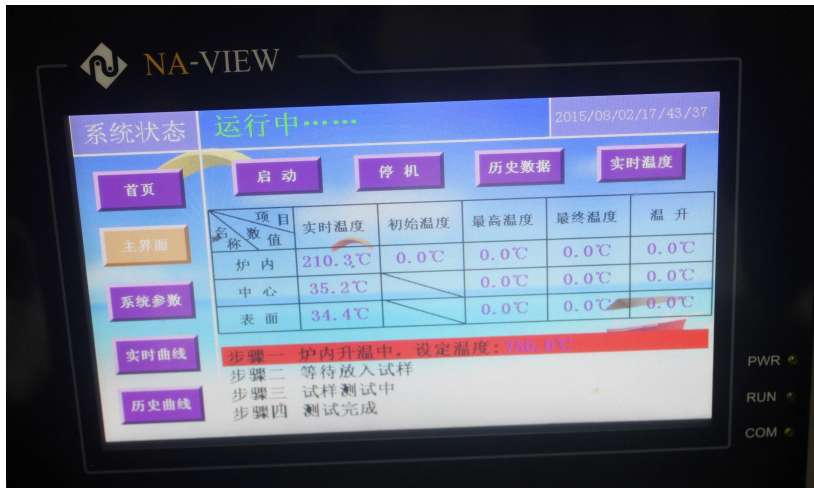 NA-VIEW
系统状态 运行中…… 2015/08/02/17/43/37
首页 启动 停机 历史数据 实时温度
主界面
系统参数
实时曲线
历史曲线
项目 数值 名称 实时温度 初始温度 最高温度 最终温度 温升
炉内 210.3℃ 0.0℃ 0.0℃ 0.0℃ 0.0℃
中心 35.2℃ 0.0℃ 0.0℃ 0.0℃
表面 34.4℃ 0.0℃ 0.0℃ 0.0℃
步骤一 炉内升温中，设定温度：750.0℃
步骤二 等待放入试样
步骤三 试样测试中
步骤四 测试完成
PWR
RUN
COM